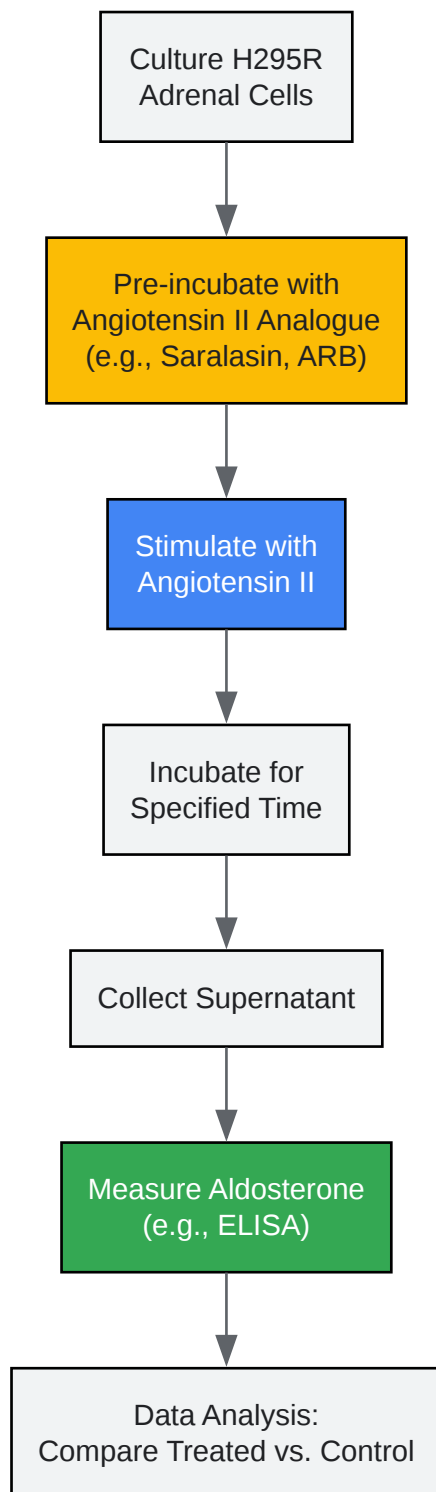 Culture H295R
Adrenal Cells
Pre-incubate with
Angiotensin II Analogue
(e.g., Saralasin, ARB)
Stimulate with
Angiotensin II
Incubate for
Specified Time
Collect Supernatant
Measure Aldosterone
(e.g., ELISA)
Data Analysis:
Compare Treated vs. Control